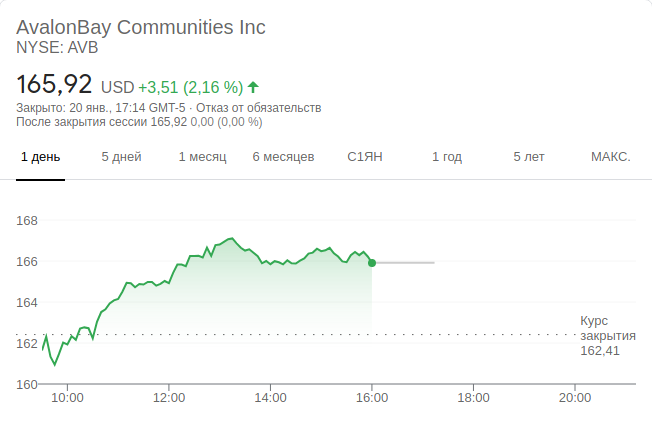 AvalonBay Communities Inc
NYSE: AVB
165,92 USD +3,51 (2,16 %)
Закрыто: 20 янв., 17:14 GMT-5 · Отказ от обязательств
После закрытия сессии 165,92 0,00 (0,00 %)
1 день 5 дней 1 месяц 6 месяцев С1ЯН 1 год 5 лет МАКС.
168
166
164
Курс
закрытия
162,41
162
160
10:00 12:00 14:00 16:00 18:00 20:00